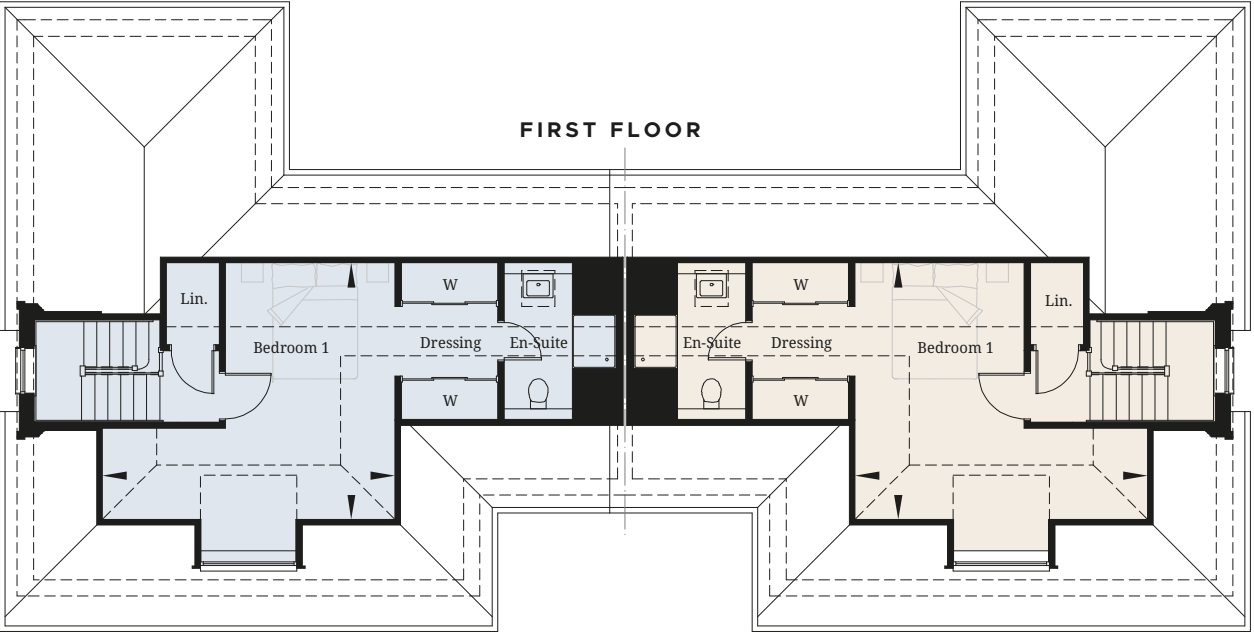 FIRST FLOOR
Lin.
W
W
Lin.
Bedroom 1
Dressing
En-Suite
En-Suite
Dressing
Bedroom 1
W
W